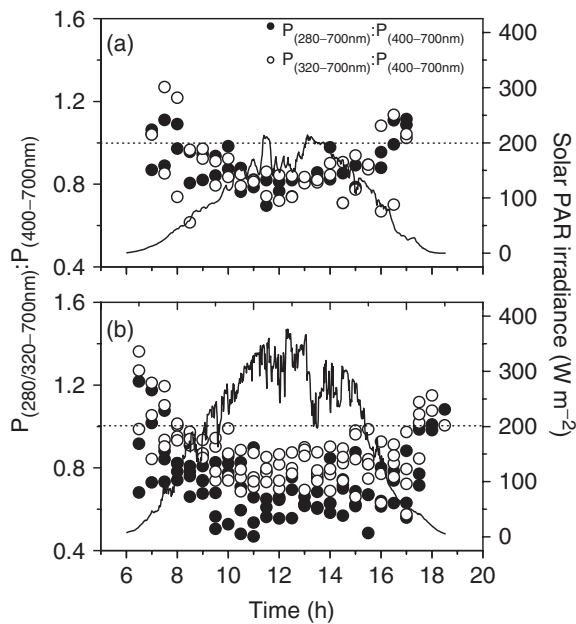 (a)
P(280–700nm):P(400–700nm)
P(320–700nm):P(400–700nm)
1.6
1.2
0.8
0.4
400
300
200
100
0
(b)
1.6
1.2
0.8
0.4
400
300
200
100
0
6 8 10 12 14 16 18 20
Time (h)
P(280/320–700nm):P(400–700nm)
Solar PAR irradiance (W m−2)